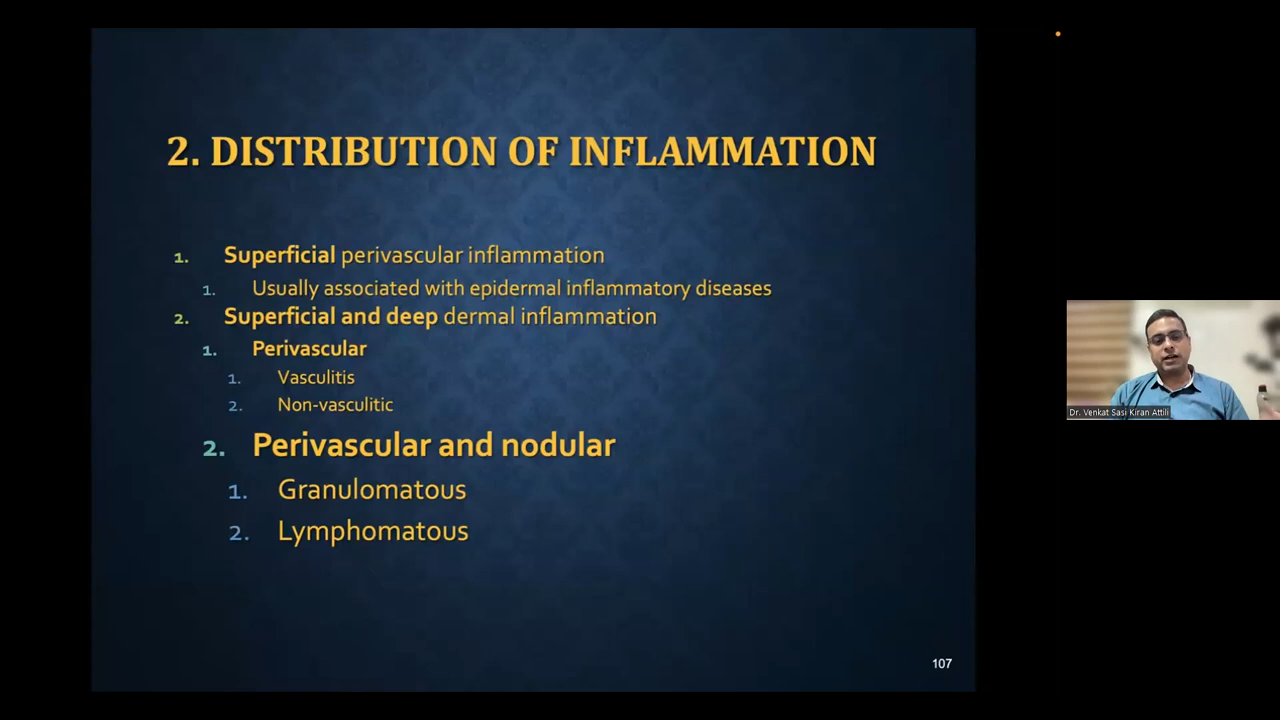 2. DISTRIBUTION OF INFLAMMATION
1. Superficial perivascular inflammation
1. Usually associated with epidermal inflammatory diseases
2. Superficial and deep dermal inflammation
1. Perivascular
1. Vasculitis
2. Non-vasculitic
2. Perivascular and nodular
1. Granulomatous
2. Lymphomatous
107
Dr. Venkat Sasi Kiran Attili